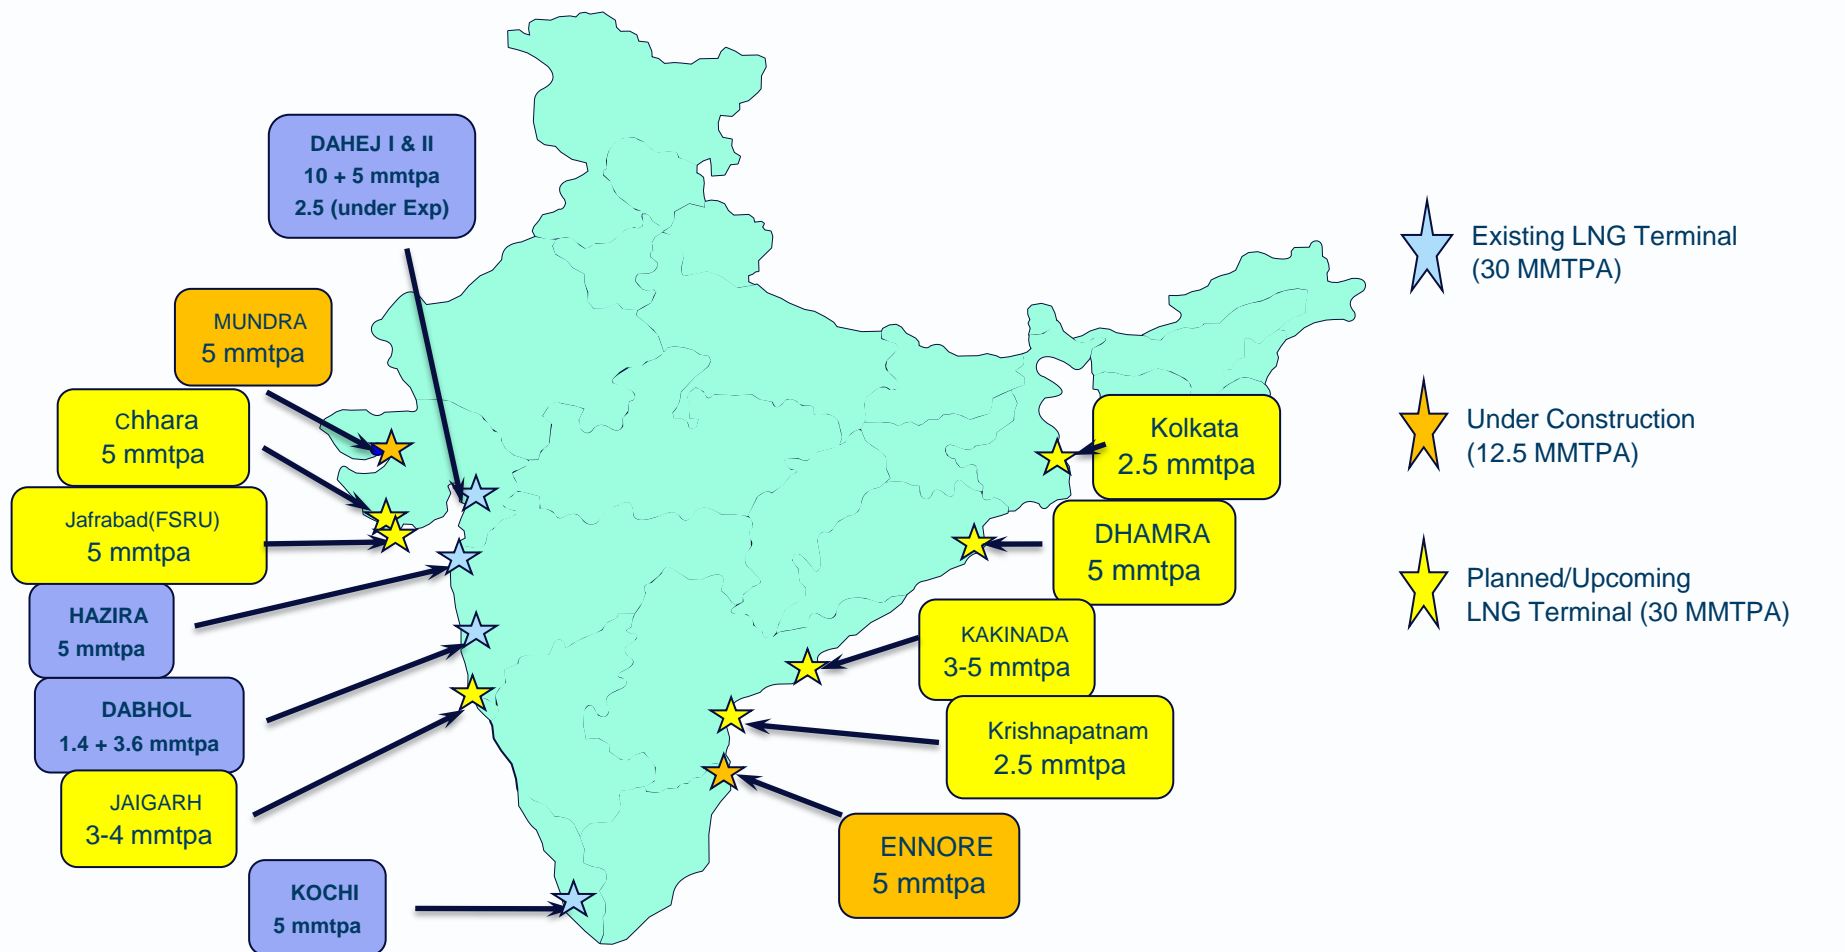 DAHEJ I & II
10 + 5 mmtpa
2.5 (under Exp)
MUNDRA
5 mmtpa
Chhara
5 mmtpa
Jafrabad(FSRU)
5 mmtpa
HAZIRA
5 mmtpa
DABHOL
1.4 + 3.6 mmtpa
JAIGARH
3-4 mmtpa
KOCHI
5 mmtpa
Kolkata
2.5 mmtpa
DHAMRA
5 mmtpa
KAKINADA
3-5 mmtpa
Krishnapatnam
2.5 mmtpa
ENNORE
5 mmtpa
Existing LNG Terminal
(30 MMTPA)
Under Construction
(12.5 MMTPA)
Planned/Upcoming
LNG Terminal (30 MMTPA)